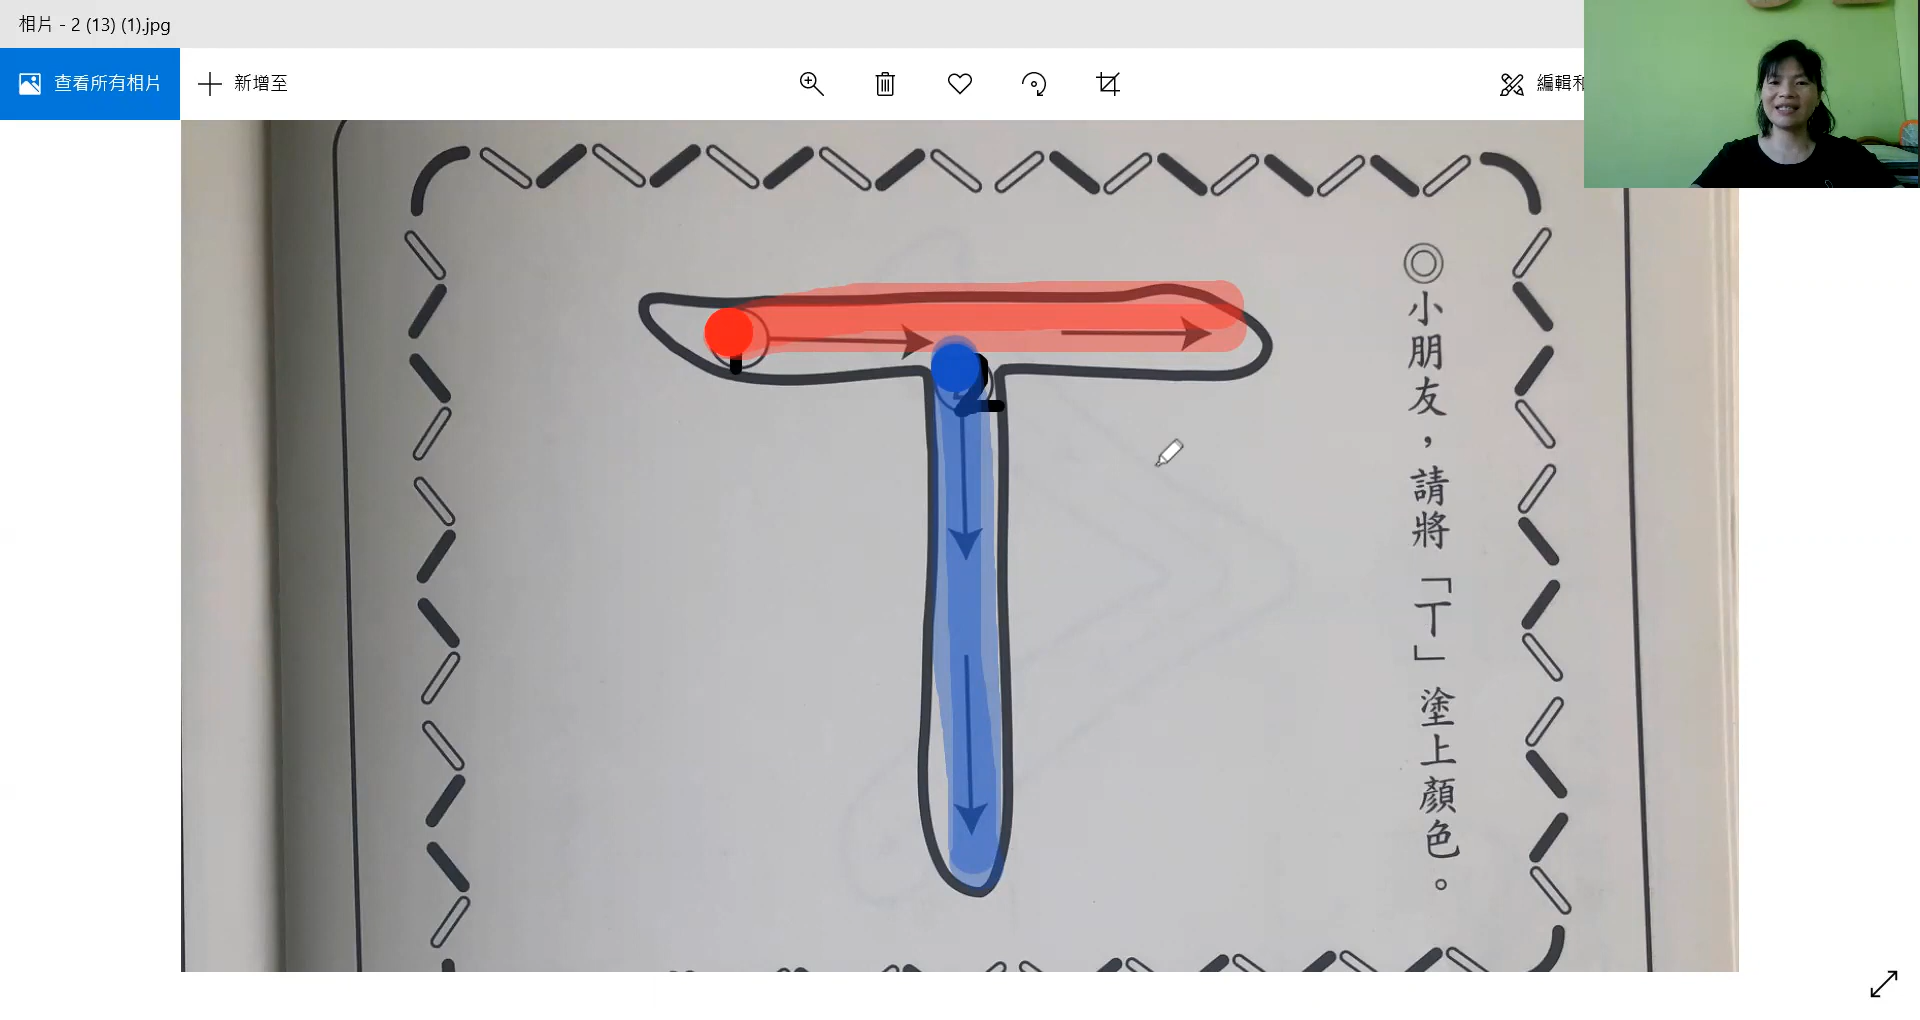 相片 - 2 (13) (1).jpg
查看所有相片
新增至
編輯和
◎小朋友，請將「ㄒ」塗上顏色。
1
2